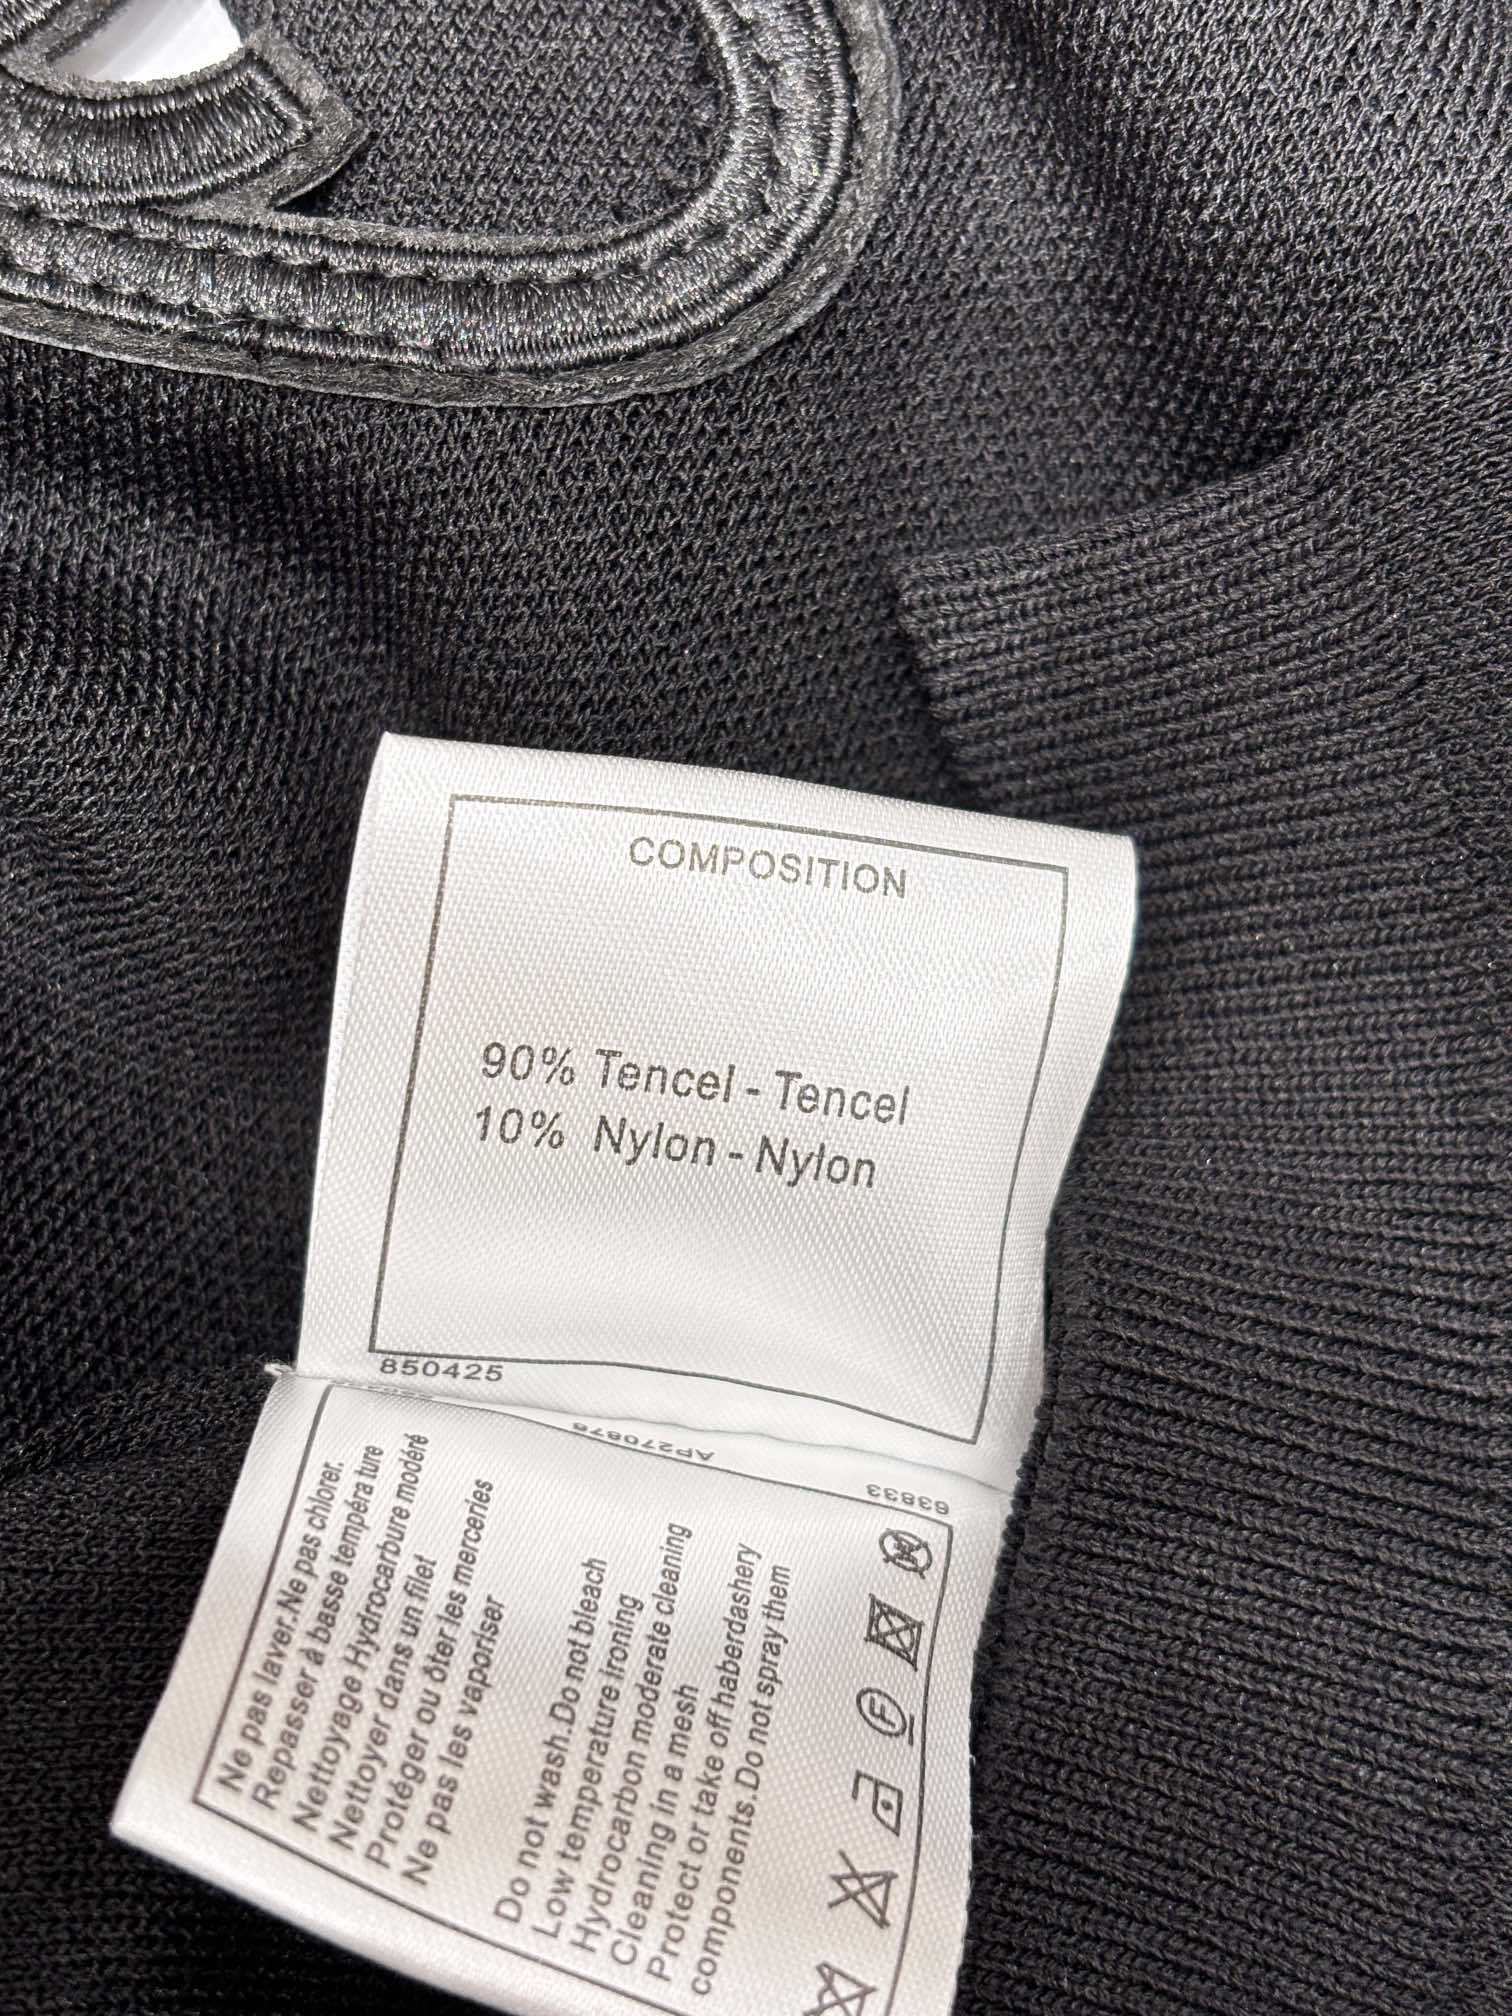 COMPOSITION
90% Tencel - Tencel
10% Nylon - Nylon
850425
AP270878
63833
Ne pas laver.Ne pas chlorer.
Repasser à basse tempéra ture
Nettoyage Hydrocarbure modéré
Nettoyer dans un filet
Protéger ou ôter les merceries
Ne pas les vaporiser
Do not wash.Do not bleach
Low temperature ironing
Hydrocarbon moderate cleaning
Cleaning in a mesh
Protect or take off haberdashery
components.Do not spray them
F